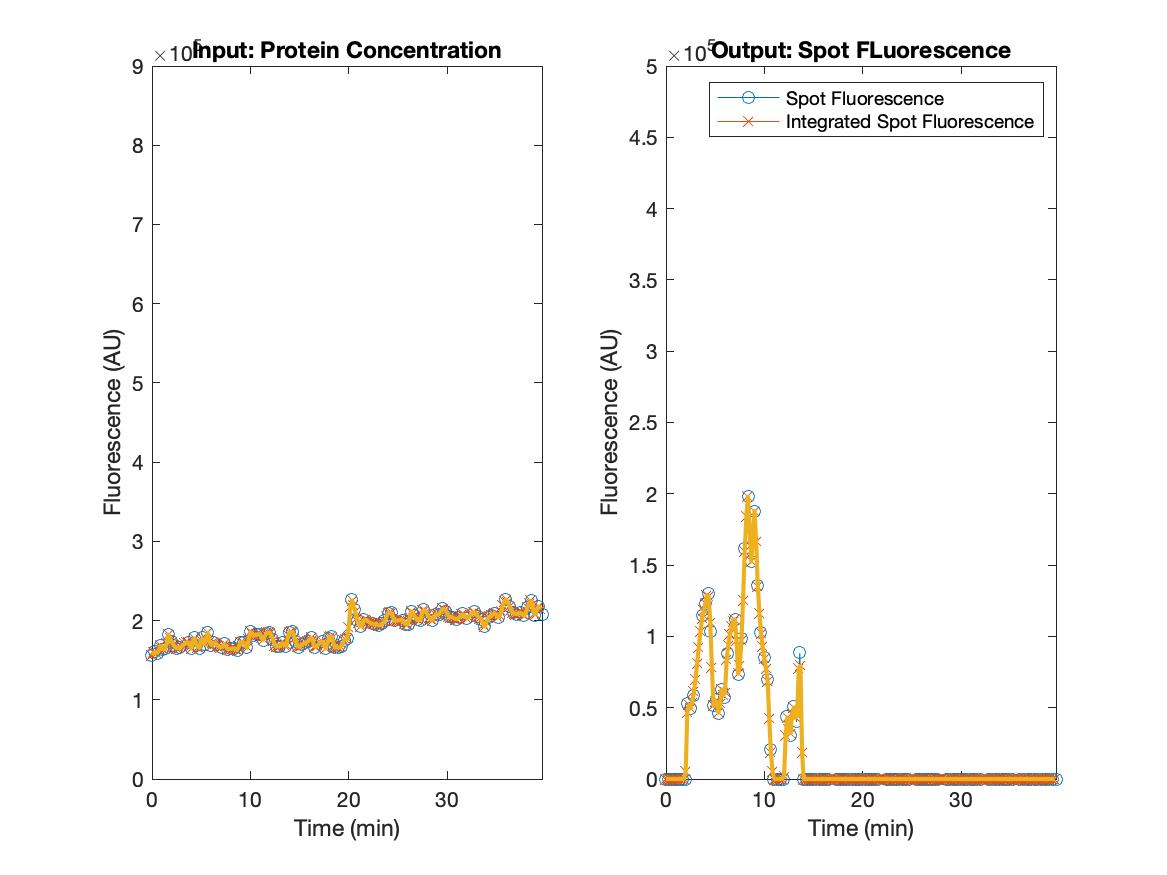 ×10⁵
Input: Protein Concentration
9
8
7
6
5
4
3
2
1
0
Fluorescence (AU)
0 10 20 30
Time (min)
×10⁵
Output: Spot FLuorescence
Spot Fluorescence
Integrated Spot Fluorescence
5
4.5
4
3.5
3
2.5
2
1.5
1
0.5
0
Fluorescence (AU)
0 10 20 30
Time (min)